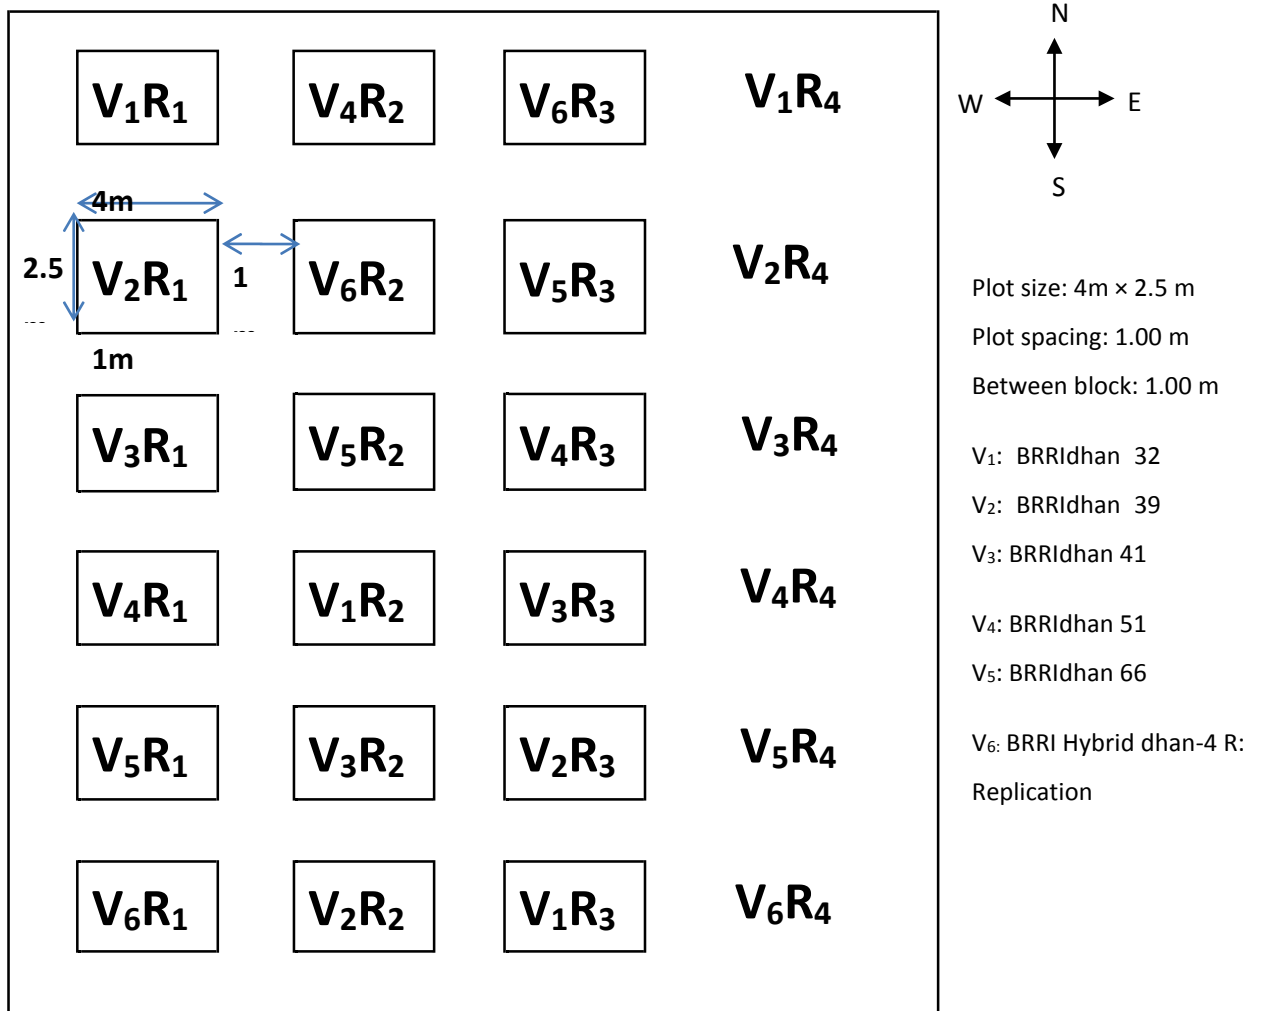 N
V₁R₁ V₄R₂ V₆R₃ V₁R₄
W E
S
4m
2.5 V₂R₁ 1 V₆R₂ V₅R₃ V₂R₄
1m
V₃R₁ V₅R₂ V₄R₃ V₃R₄
V₄R₁ V₁R₂ V₃R₃ V₄R₄
V₅R₁ V₃R₂ V₂R₃ V₅R₄
V₆R₁ V₂R₂ V₁R₃ V₆R₄
Plot size: 4m × 2.5 m
Plot spacing: 1.00 m
Between block: 1.00 m
V₁: BRRIdhan 32
V₂: BRRIdhan 39
V₃: BRRIdhan 41
V₄: BRRIdhan 51
V₅: BRRIdhan 66
V₆: BRRI Hybrid dhan-4 R:
Replication